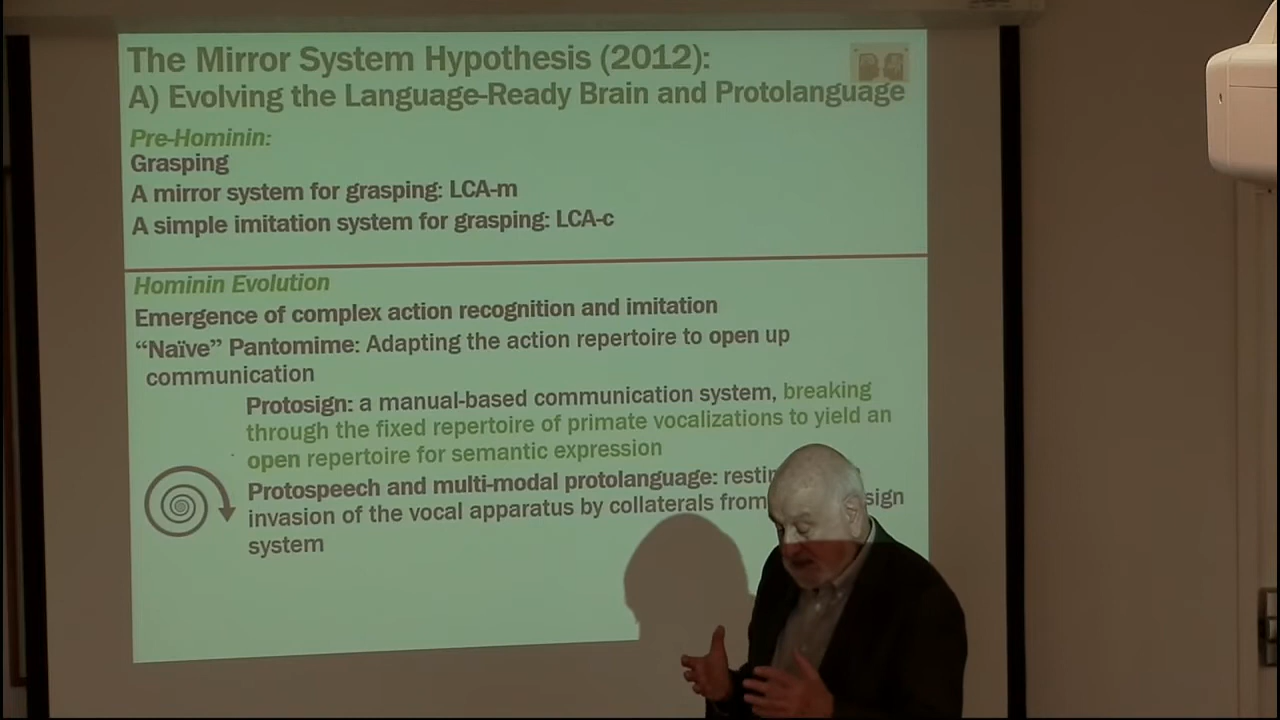 The Mirror System Hypothesis (2012):
A) Evolving the Language-Ready Brain and Protolanguage
Pre-Hominin:
Grasping
A mirror system for grasping: LCA-m
A simple imitation system for grasping: LCA-c
Hominin Evolution
Emergence of complex action recognition and imitation
“Naïve” Pantomime: Adapting the action repertoire to open up
communication
Protosign: a manual-based communication system, breaking
through the fixed repertoire of primate vocalizations to yield an
open repertoire for semantic expression
Protospeech and multi-modal protolanguage:
invasion of the vocal apparatus by collaterals from sign
system